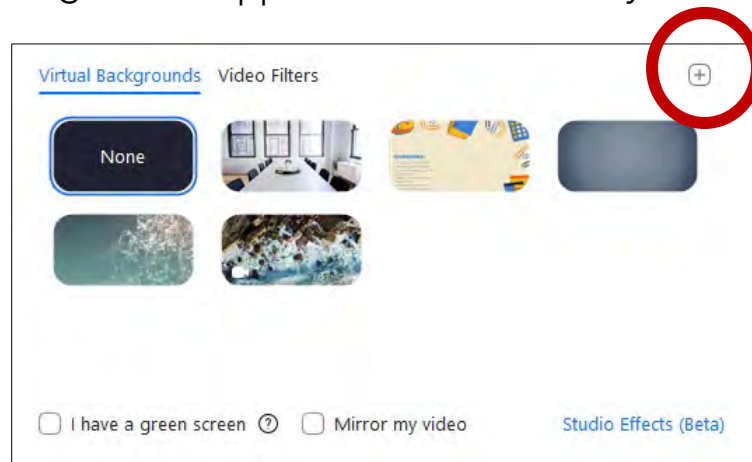 Virtual Backgrounds Video Filters
None
I have a green screen ? Mirror my video Studio Effects (Beta)